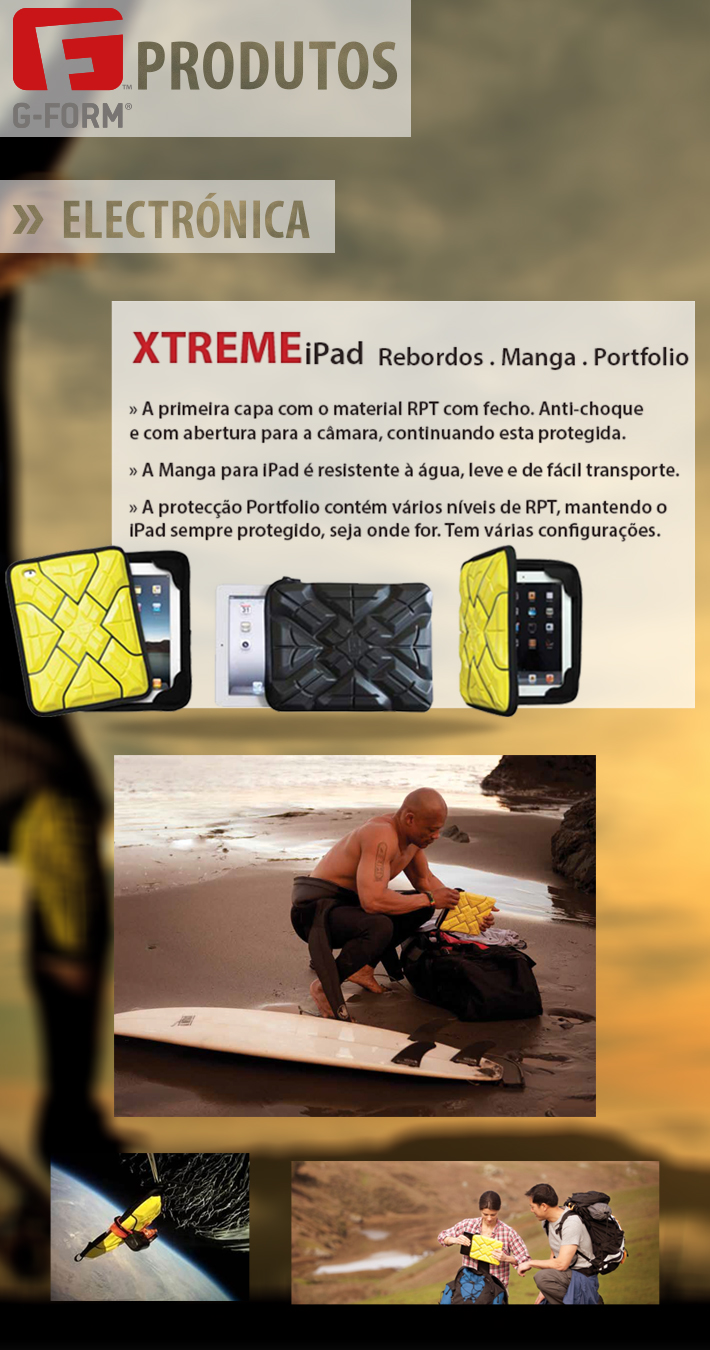 PRODUTOS
G-FORM®
» ELECTRÓNICA
XTREME iPad Rebordos . Manga . Portfolio
» A primeira capa com o material RPT com fecho. Anti-choque
e com abertura para a câmara, continuando esta protegida.
» A Manga para iPad é resistente à água, leve e de fácil transporte.
» A protecção Portfolio contém vários níveis de RPT, mantendo o
iPad sempre protegido, seja onde for. Tem várias configurações.